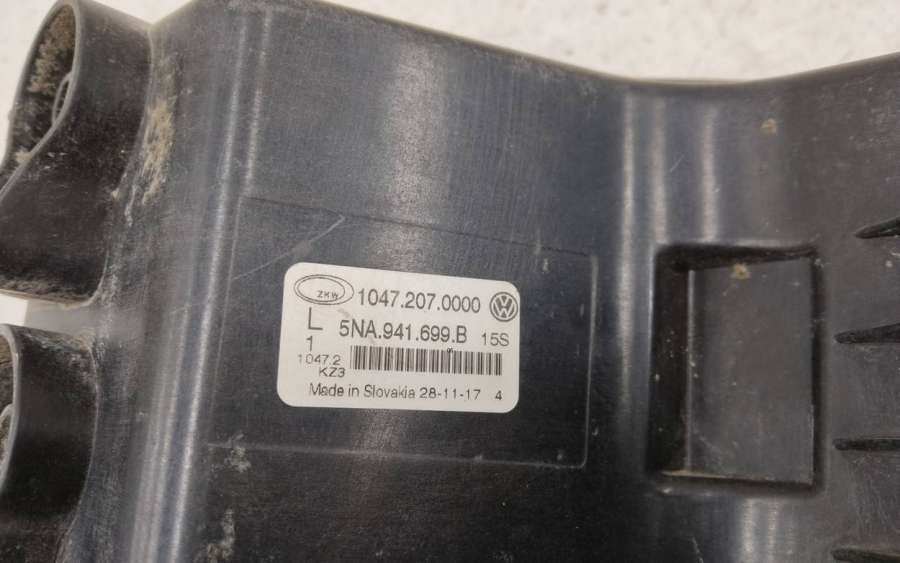 ZKW 1047.207.0000
L 5NA.941.699.B 15S
1
1047.2
KZ3
Made in Slovakia 28-11-17 4